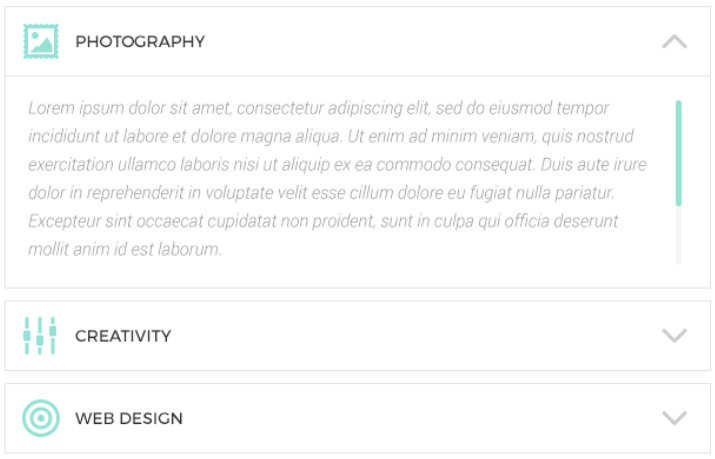 PHOTOGRAPHY
Lorem ipsum dolor sit amet, consectetur adipiscing elit, sed do eiusmod tempor
incididunt ut labore et dolore magna aliqua. Ut enim ad minim veniam, quis nostrud
exercitation ullamco laboris nisi ut aliquip ex ea commodo consequat. Duis aute irure
dolor in reprehenderit in voluptate velit esse cillum dolore eu fugiat nulla pariatur.
Excepteur sint occaecat cupidatat non proident, sunt in culpa qui officia deserunt
mollit anim id est laborum.
CREATIVITY
WEB DESIGN